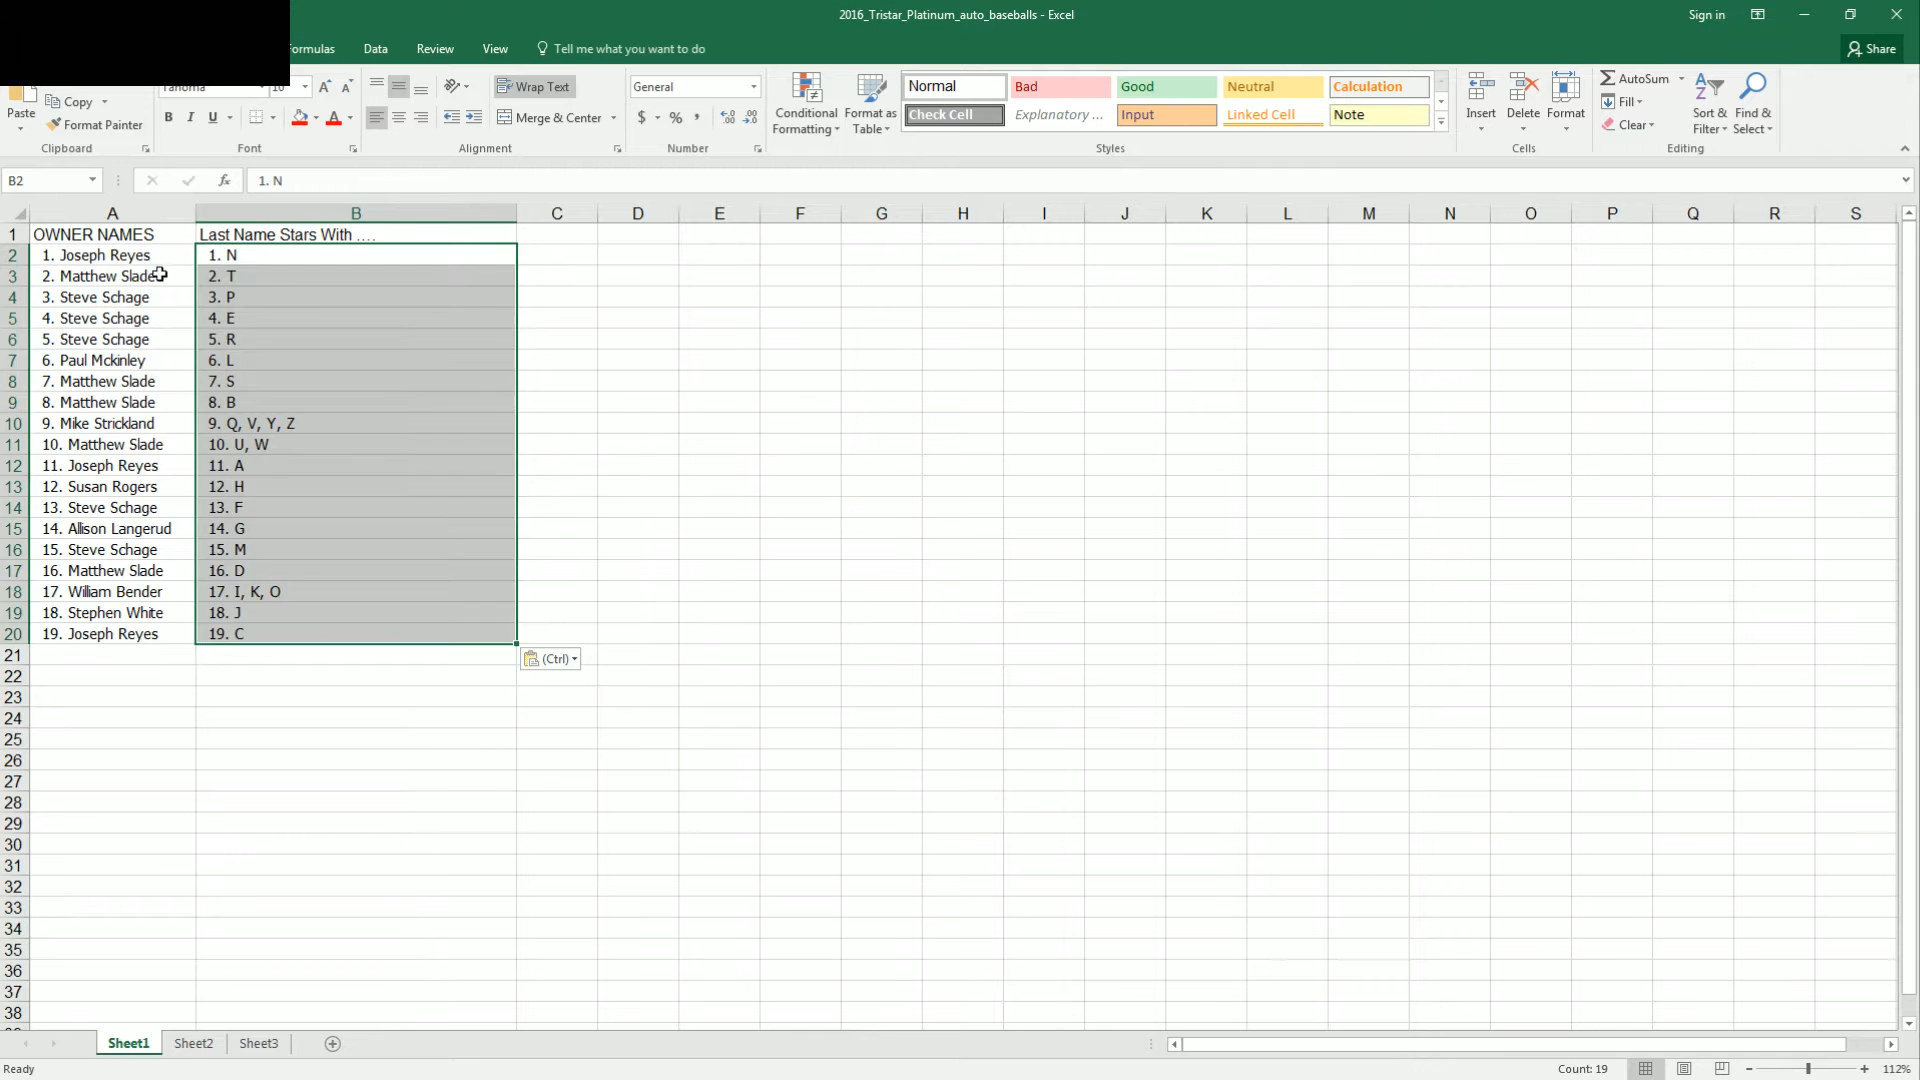 2016_Tristar_Platinum_auto_baseballs - Excel
Sign in
Formulas Data Review View Tell me what you want to do
Share
Paste
Copy
Format Painter
Clipboard
Tahoma 10
B I U
Font
Wrap Text
Merge & Center
Alignment
General
$ % ,
Number
Conditional Formatting
Format as Table
Normal Bad Good Neutral Calculation
Check Cell Explanatory ... Input Linked Cell Note
Styles
Insert Delete Format
Cells
AutoSum
Fill
Clear
Sort & Filter
Find & Select
Editing
B2 fx 1. N
A B C D E F G H I J K L M N O P Q R S
1 OWNER NAMES Last Name Stars With ....
2 1. Joseph Reyes 1. N
3 2. Matthew Slade 2. T
4 3. Steve Schage 3. P
5 4. Steve Schage 4. E
6 5. Steve Schage 5. R
7 6. Paul Mckinley 6. L
8 7. Matthew Slade 7. S
9 8. Matthew Slade 8. B
10 9. Mike Strickland 9. Q, V, Y, Z
11 10. Matthew Slade 10. U, W
12 11. Joseph Reyes 11. A
13 12. Susan Rogers 12. H
14 13. Steve Schage 13. F
15 14. Allison Langerud 14. G
16 15. Steve Schage 15. M
17 16. Matthew Slade 16. D
18 17. William Bender 17. I, K, O
19 18. Stephen White 18. J
20 19. Joseph Reyes 19. C
21 (Ctrl)
22
23
24
25
26
27
28
29
30
31
32
33
34
35
36
37
38
Sheet1 Sheet2 Sheet3
Ready Count: 19 112%